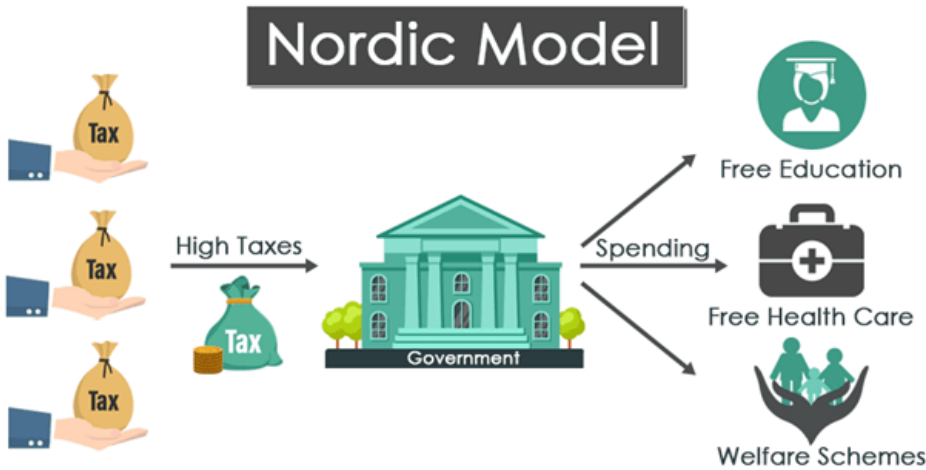 Nordic Model
Tax
Tax
Tax
High Taxes
Tax
Government
Spending
Free Education
Free Health Care
Welfare Schemes